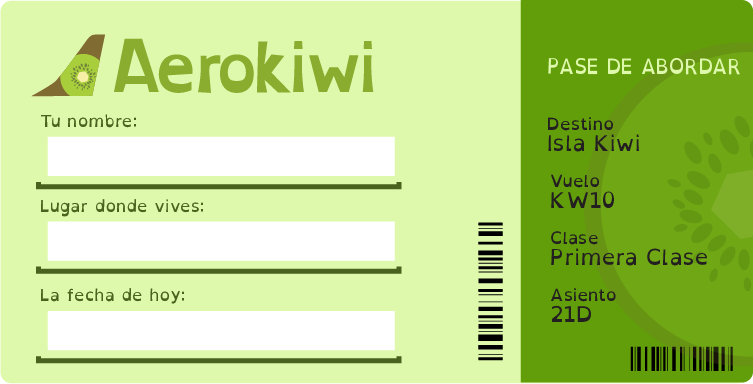 Aerokiwi
Tu nombre:
Lugar donde vives:
La fecha de hoy:
PASE DE ABORDAR
Destino
Isla Kiwi
Vuelo
KW10
Clase
Primera Clase
Asiento
21D